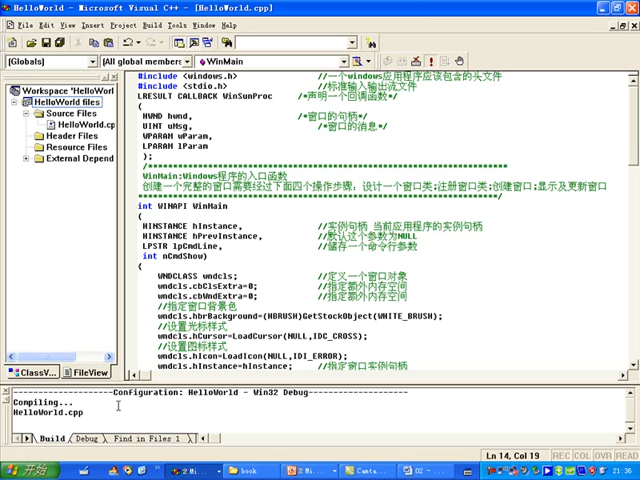 HelloWorld - Microsoft Visual C++ - [HelloWorld.cpp]
File Edit View Insert Project Build Tools Window Help
(Globals) (All global members) WinMain
Workspace 'HelloWorl
HelloWorld files
Source Files
HelloWorld.cp
Header Files
Resource Files
External Depend
ClassV... FileView
#include <windows.h> //一个windows应用程序应该包含的头文件
#include <stdio.h> //标准输入输出流文件
LRESULT CALLBACK WinSunProc /*声明一个回调函数*/
(
HWND hwnd, /*窗口的句柄*/
UINT uMsg, /*窗口的消息*/
WPARAM wParam,
LPARAM lParam
);
/*********************************************************************
WinMain:Windows程序的入口函数
创建一个完整的窗口需要经过下面四个操作步骤：设计一个窗口类;注册窗口类;创建窗口;显示及更新窗口
*********************************************************************/
int WINAPI WinMain
(
HINSTANCE hInstance, //实例句柄 当前应用程序的实例句柄
HINSTANCE hPrevInstance, //默认这个参数为NULL
LPSTR lpCmdLine, //储存一个命令行参数
int nCmdShow)
{
WNDCLASS wndcls; //定义一个窗口对象
wndcls.cbClsExtra=0; //指定额外内存空间
wndcls.cbWndExtra=0; //指定额外内存空间
//指定窗口背景色
wndcls.hbrBackground=(HBRUSH)GetStockObject(WHITE_BRUSH);
//设置光标样式
wndcls.hCursor=LoadCursor(NULL,IDC_CROSS);
//设置图标样式
wndcls.hIcon=LoadIcon(NULL,IDI_ERROR);
wndcls.hInstance=hInstance; //指定窗口实例句柄
--------------------Configuration: HelloWorld - Win32 Debug--------------------
Compiling...
HelloWorld.cpp
Build Debug Find in Files 1
Ln 14, Col 19 REC COL OVR READ
开始 2 Mi... book 2 Mi... Camta... 02 - ... 21:36